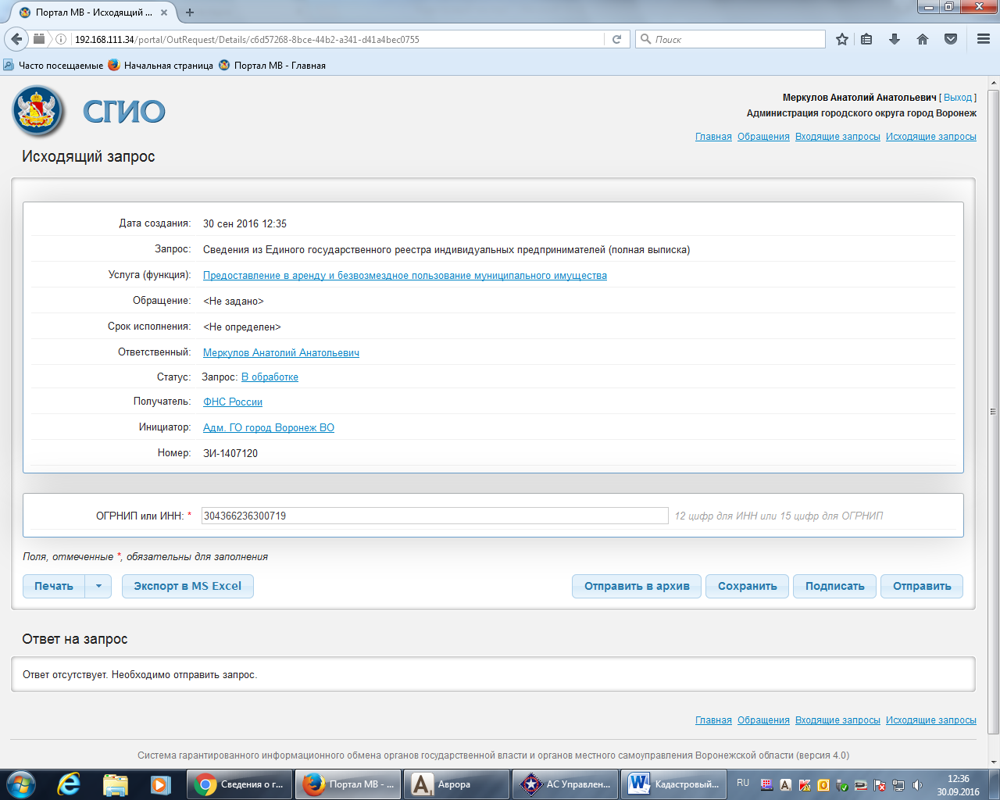 Портал МВ - Исходящий ...
192.168.111.34/portal/OutRequest/Details/c6d57268-8bce-44b2-a341-d41a4bec0755
Поиск
Часто посещаемые
Начальная страница
Портал МВ - Главная
СГИО
Меркулов Анатолий Анатольевич [ Выход ]
Администрация городского округа город Воронеж
Главная Обращения Входящие запросы Исходящие запросы
Исходящий запрос
Дата создания: 30 сен 2016 12:35
Запрос: Сведения из Единого государственного реестра индивидуальных предпринимателей (полная выписка)
Услуга (функция): Предоставление в аренду и безвозмездное пользование муниципального имущества
Обращение: <Не задано>
Срок исполнения: <Не определен>
Ответственный: Меркулов Анатолий Анатольевич
Статус: Запрос: В обработке
Получатель: ФНС России
Инициатор: Адм. ГО город Воронеж ВО
Номер: ЗИ-1407120
ОГРНИП или ИНН: * 304366236300719 12 цифр для ИНН или 15 цифр для ОГРНИП
Поля, отмеченные *, обязательны для заполнения
Печать Экспорт в MS Excel Отправить в архив Сохранить Подписать Отправить
Ответ на запрос
Ответ отсутствует. Необходимо отправить запрос.
Главная Обращения Входящие запросы Исходящие запросы
Система гарантированного информационного обмена органов государственной власти и органов местного самоуправления Воронежской области (версия 4.0)
Сведения о г... Портал МВ - ... Аврора АС Управлен... Кадастровый... RU 12:36
30.09.2016